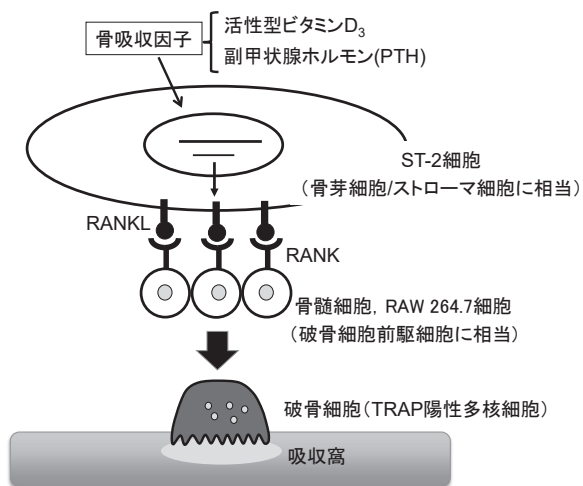 骨吸収因子
活性型ビタミンD₃
副甲状腺ホルモン(PTH)
ST-2細胞
（骨芽細胞/ストローマ細胞に相当）
RANKL
RANK
骨髄細胞，RAW 264.7細胞
（破骨細胞前駆細胞に相当）
破骨細胞（TRAP陽性多核細胞）
吸収窩